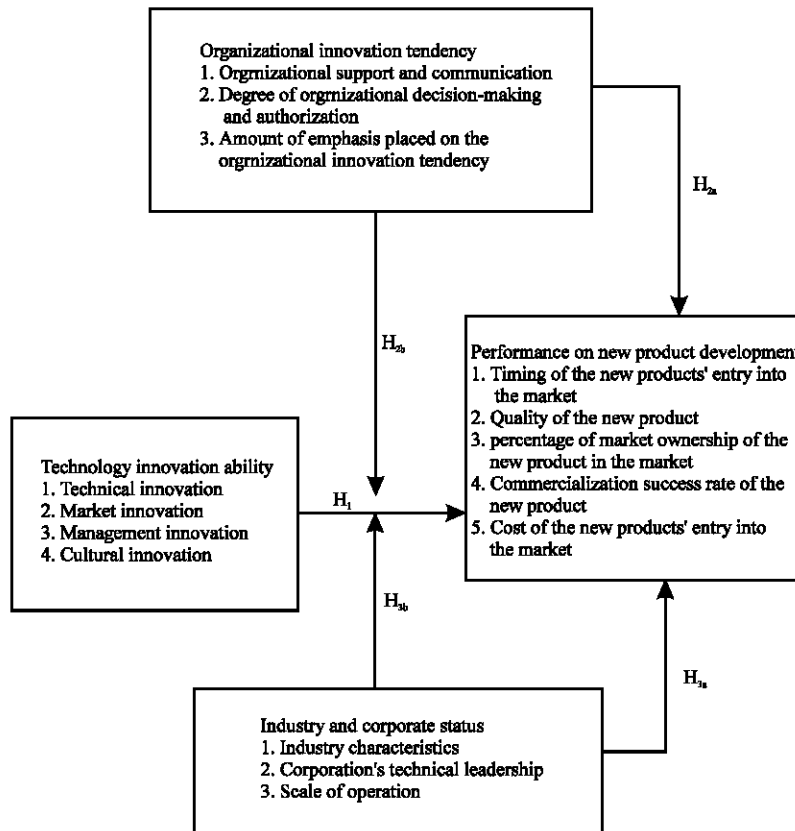 Organizational innovation tendency
1. Orgrnizational support and communication
2. Degree of orgrnizational decision-making
and authorization
3. Amount of emphasis placed on the
orgrnizational innovation tendency
H2a
H2b
Performance on new product development
1. Timing of the new products' entry into
the market
2. Quality of the new product
3. percentage of market ownership of the
new product in the market
4. Commercialization success rate of the
new product
5. Cost of the new products' entry into
the market
Technology innovation ability
1. Technical innovation
2. Market innovation
3. Management innovation
4. Cultural innovation
H1
H3b
H3a
Industry and corporate status
1. Industry characteristics
2. Corporation's technical leadership
3. Scale of operation